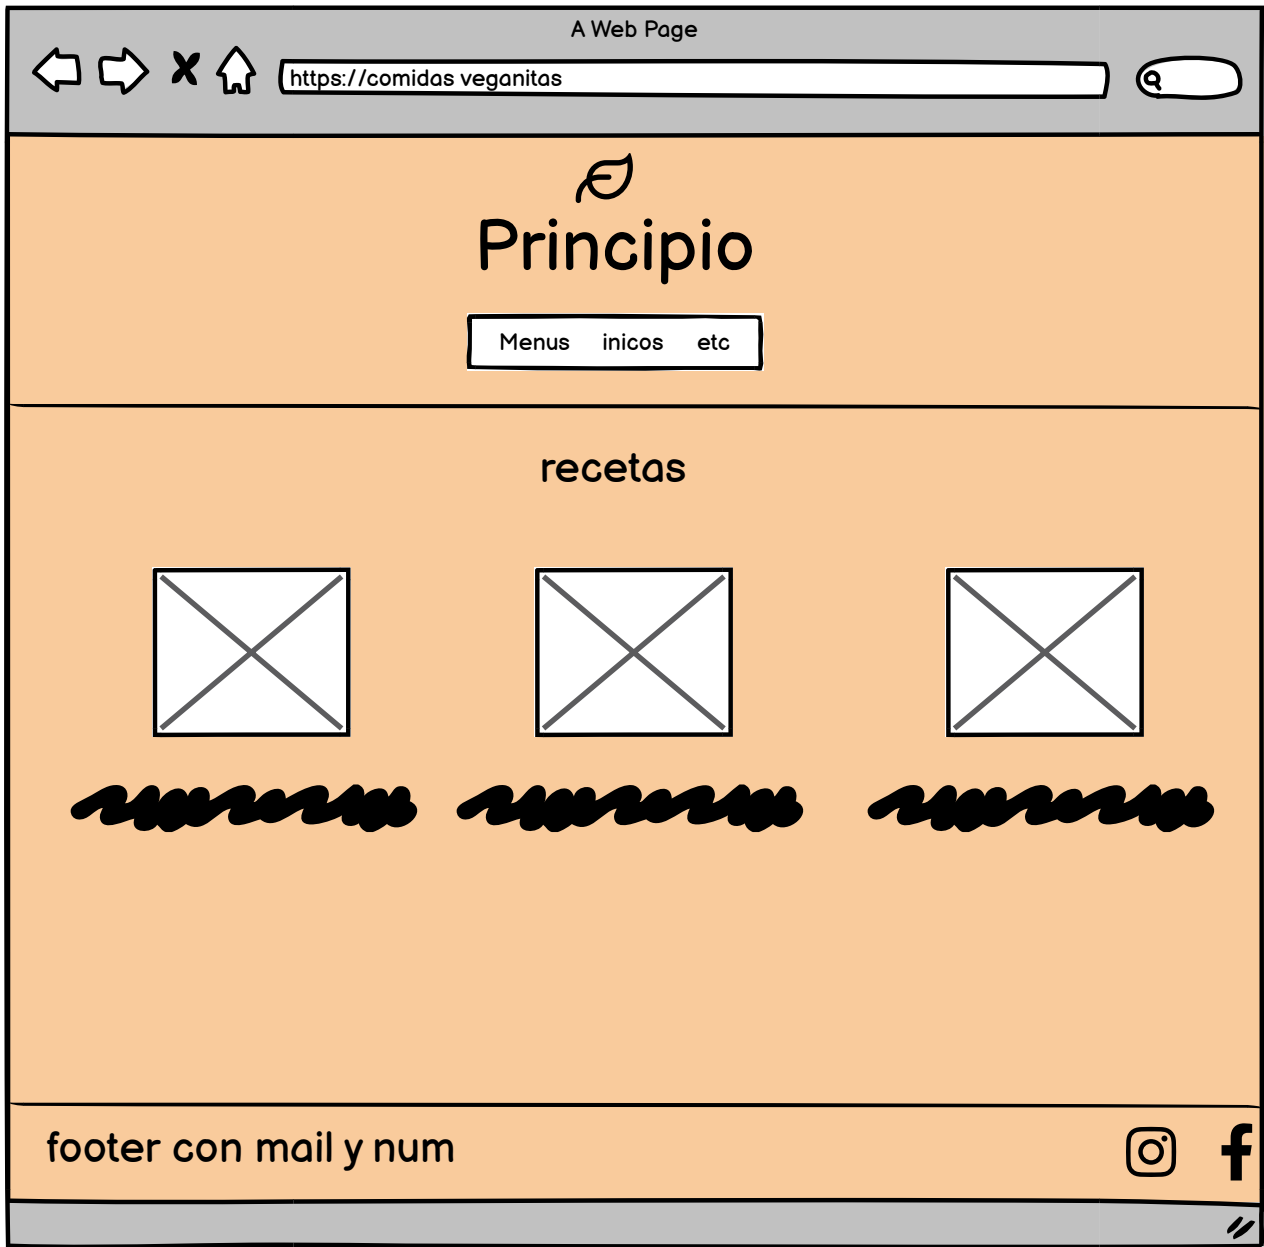 A Web Page
https://comidas veganitas
Principio
Menus inicos etc
recetas
footer con mail y num